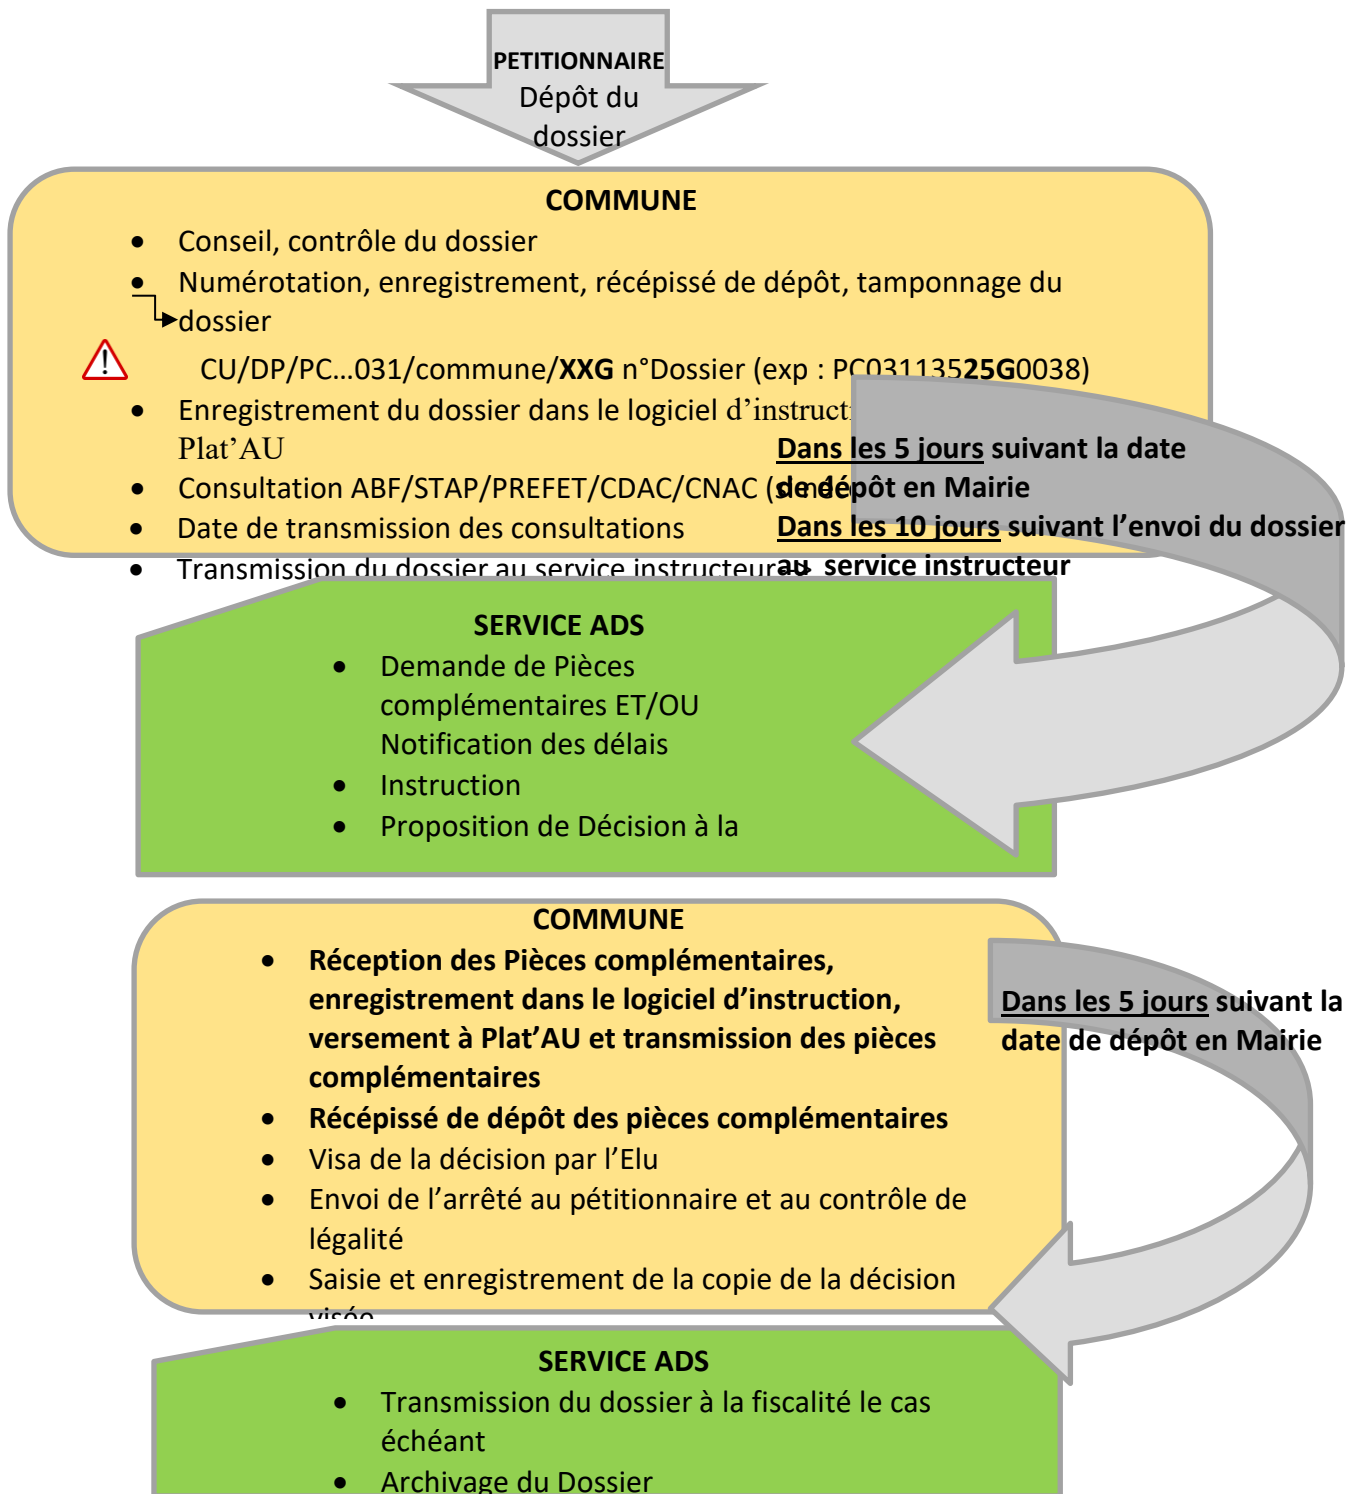 PETITIONNAIRE
Dépôt du
dossier
COMMUNE
• Conseil, contrôle du dossier
• Numérotation, enregistrement, récépissé de dépôt, tamponnage du
dossier
CU/DP/PC…031/commune/XXG n°Dossier (exp : PC03113525G0038)
• Enregistrement du dossier dans le logiciel d’instructi
Plat’AU
• Consultation ABF/STAP/PREFET/CDAC/CNAC
• Date de transmission des consultations
• Transmission du dossier au service instructeur
Dans les 5 jours suivant la date
de dépôt en Mairie
Dans les 10 jours suivant l’envoi du dossier
au service instructeur
SERVICE ADS
• Demande de Pièces
complémentaires ET/OU
Notification des délais
• Instruction
• Proposition de Décision à la
COMMUNE
• Réception des Pièces complémentaires,
enregistrement dans le logiciel d’instruction,
versement à Plat’AU et transmission des pièces
complémentaires
• Récépissé de dépôt des pièces complémentaires
• Visa de la décision par l’Elu
• Envoi de l’arrêté au pétitionnaire et au contrôle de
légalité
• Saisie et enregistrement de la copie de la décision
visée
Dans les 5 jours suivant la
date de dépôt en Mairie
SERVICE ADS
• Transmission du dossier à la fiscalité le cas
échéant
• Archivage du Dossier